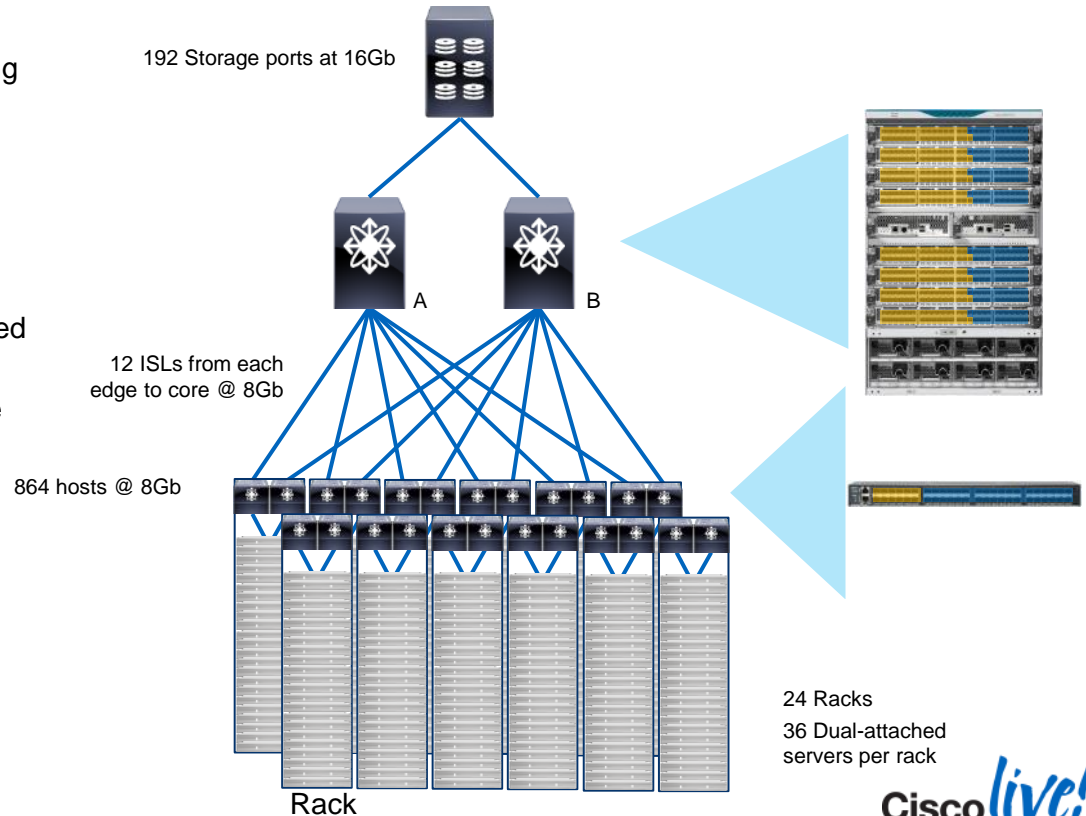 g
192 Storage ports at 16Gb
A
B
ed
12 ISLs from each
edge to core @ 8Gb
e
864 hosts @ 8Gb
24 Racks
36 Dual-attached
servers per rack
Rack
Cisco live!